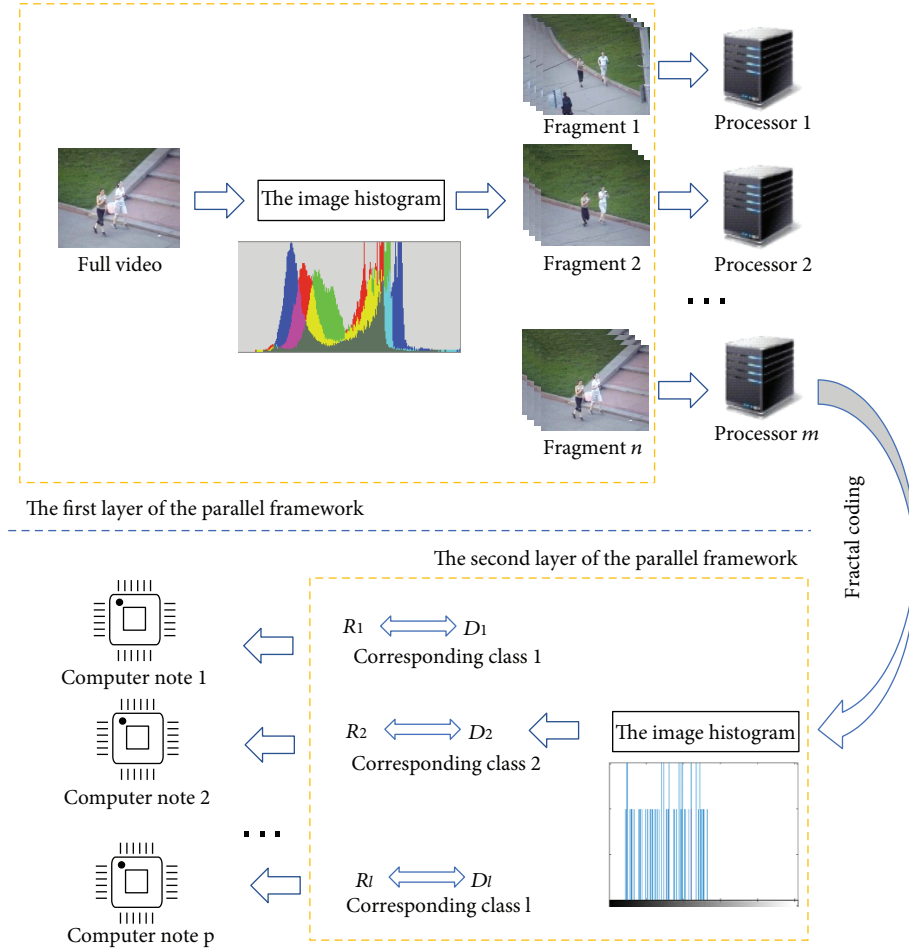 Fragment 1
Processor 1
The image histogram
Full video
Fragment 2
Processor 2
...
Fragment n
Processor m
The first layer of the parallel framework
Fractal coding
The second layer of the parallel framework
R1 D1
Corresponding class 1
Computer note 1
The image histogram
R2 D2
Corresponding class 2
Computer note 2
...
Rl Dl
Corresponding class l
Computer note p